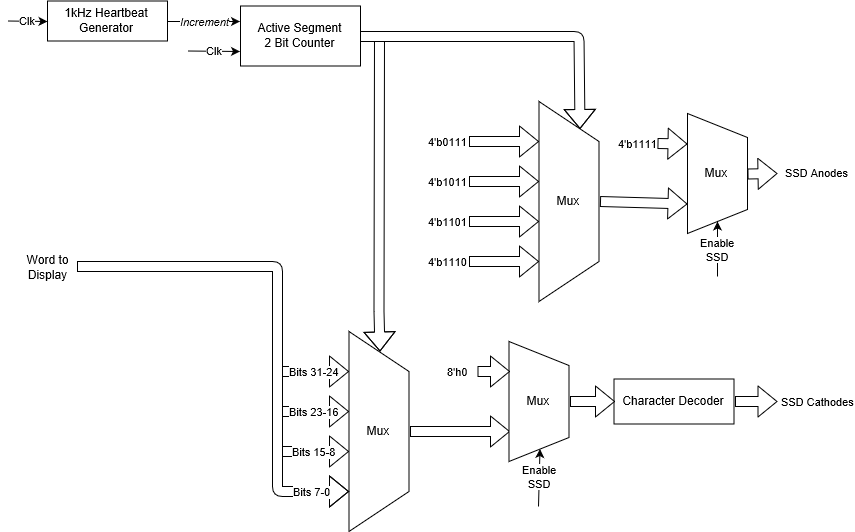 Clk
1kHz Heartbeat
Generator
Increment
Clk
Active Segment
2 Bit Counter
4'b0111
4'b1011
4'b1101
4'b1110
Mux
4'b1111
Mux
SSD Anodes
Enable
SSD
Word to
Display
Bits 31-24
Bits 23-16
Bits 15-8
Bits 7-0
Mux
8'h0
Mux
Character Decoder
SSD Cathodes
Enable
SSD